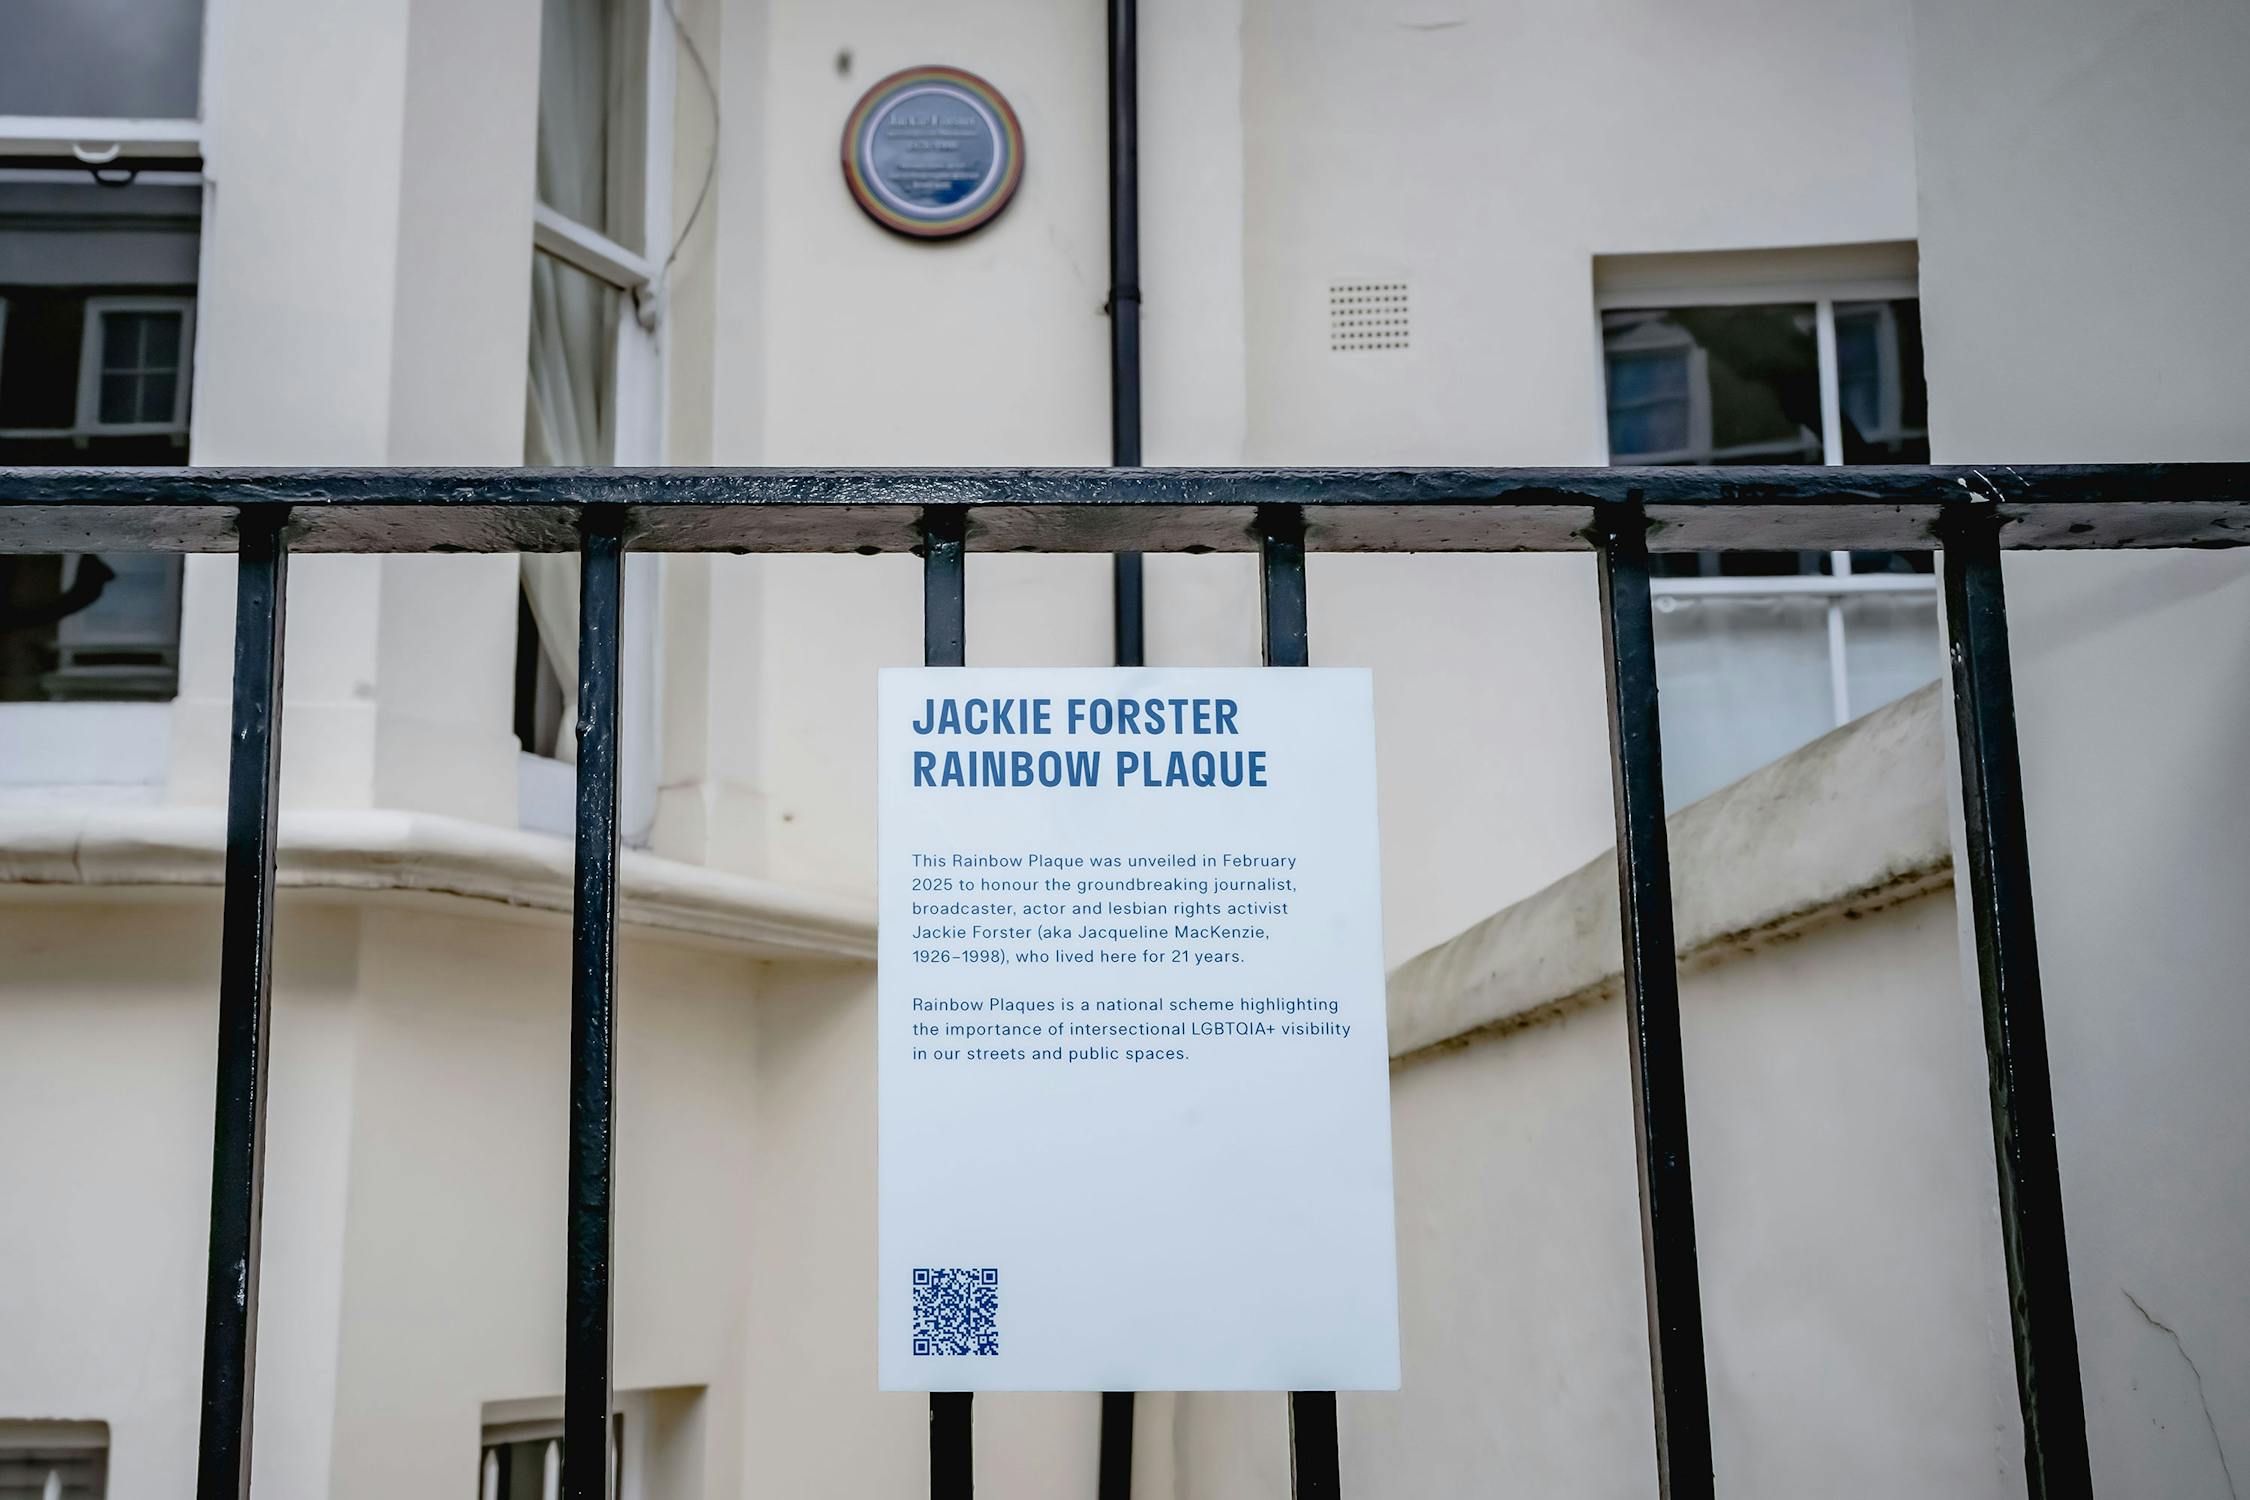 Jackie Forster
JACKIE FORSTER
RAINBOW PLAQUE
This Rainbow Plaque was unveiled in February
2025 to honour the groundbreaking journalist,
broadcaster, actor and lesbian rights activist
Jackie Forster (aka Jacqueline MacKenzie,
1926–1998), who lived here for 21 years.
Rainbow Plaques is a national scheme highlighting
the importance of intersectional LGBTQIA+ visibility
in our streets and public spaces.